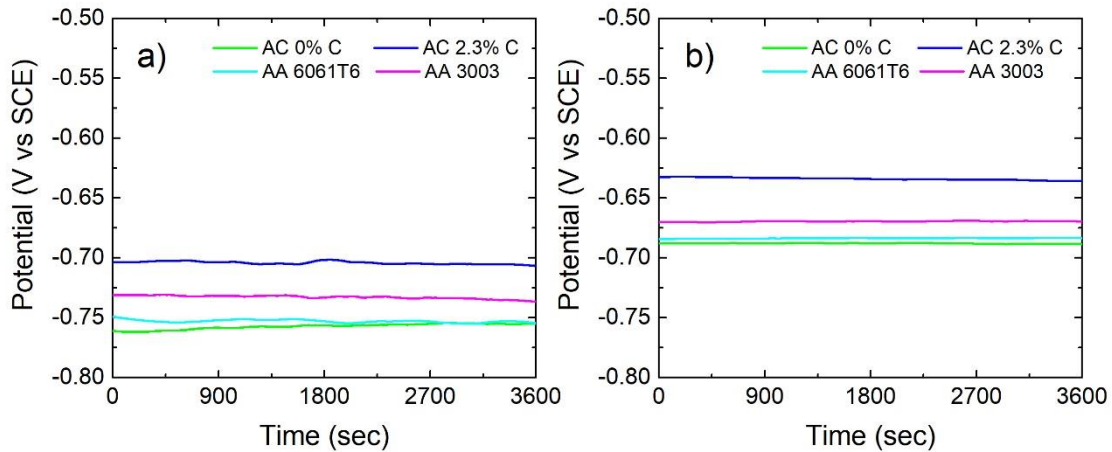 a)
AC 0% C AC 2.3% C
AA 6061T6 AA 3003
Potential (V vs SCE)
-0.50
-0.55
-0.60
-0.65
-0.70
-0.75
-0.80
0 900 1800 2700 3600
Time (sec)
b)
AC 0% C AC 2.3% C
AA 6061T6 AA 3003
Potential (V vs SCE)
-0.50
-0.55
-0.60
-0.65
-0.70
-0.75
-0.80
0 900 1800 2700 3600
Time (sec)